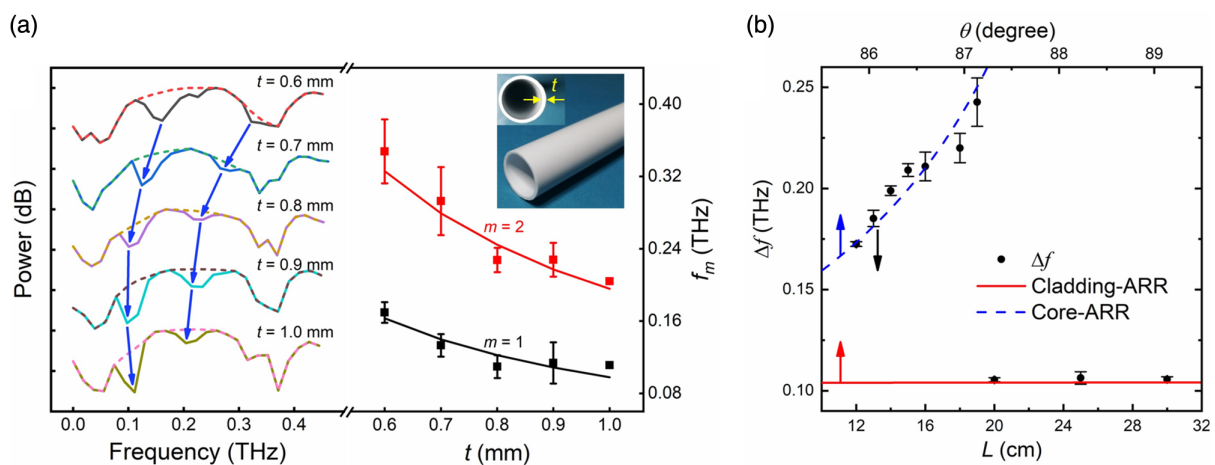 (a)
t = 0.6 mm
t = 0.7 mm
t = 0.8 mm
t = 0.9 mm
t = 1.0 mm
Power (dB)
0.0 0.1 0.2 0.3 0.4
Frequency (THz)
t
m = 2
m = 1
0.6 0.7 0.8 0.9 1.0
t (mm)
0.40
0.32
0.24
0.16
0.08
fm (THz)
(b)
θ (degree)
86 87 88 89
0.25
0.20
0.15
0.10
Δf (THz)
Δf
Cladding-ARR
Core-ARR
12 16 20 24 28 32
L (cm)